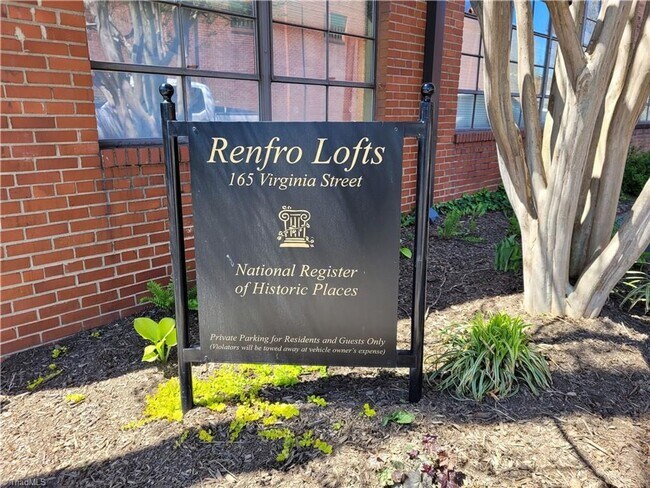 Renfro Lofts
165 Virginia Street
National Register
of Historic Places
Private Parking for Residents and Guests Only
(Violators will be towed away at vehicle owner's expense)
TriadMLS